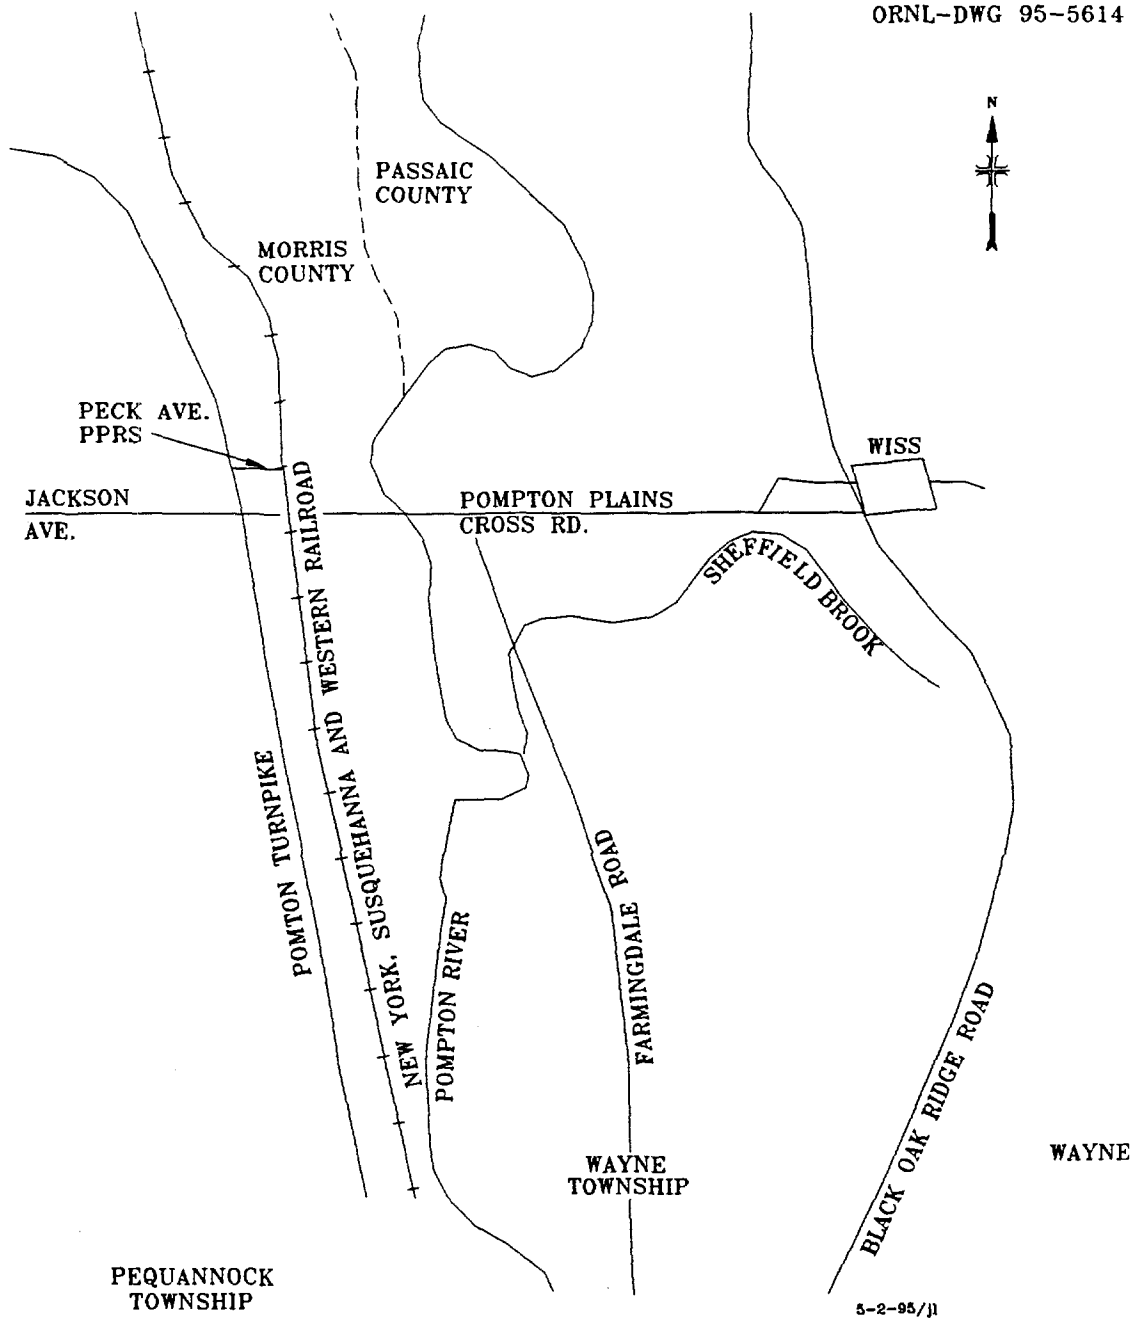 ORNL-DWG 95-5614
N
PASSAIC
COUNTY
MORRIS
COUNTY
PECK AVE.
PPRS
WISS
JACKSON
AVE.
POMPTON PLAINS
CROSS RD.
SHEFFIELD BROOK
NEW YORK, SUSQUEHANNA AND WESTERN RAILROAD
POMTON TURNPIKE
POMPTON RIVER
FARMINGDALE ROAD
BLACK OAK RIDGE ROAD
WAYNE
TOWNSHIP
WAYNE
PEQUANNOCK
TOWNSHIP
5-2-95/jl